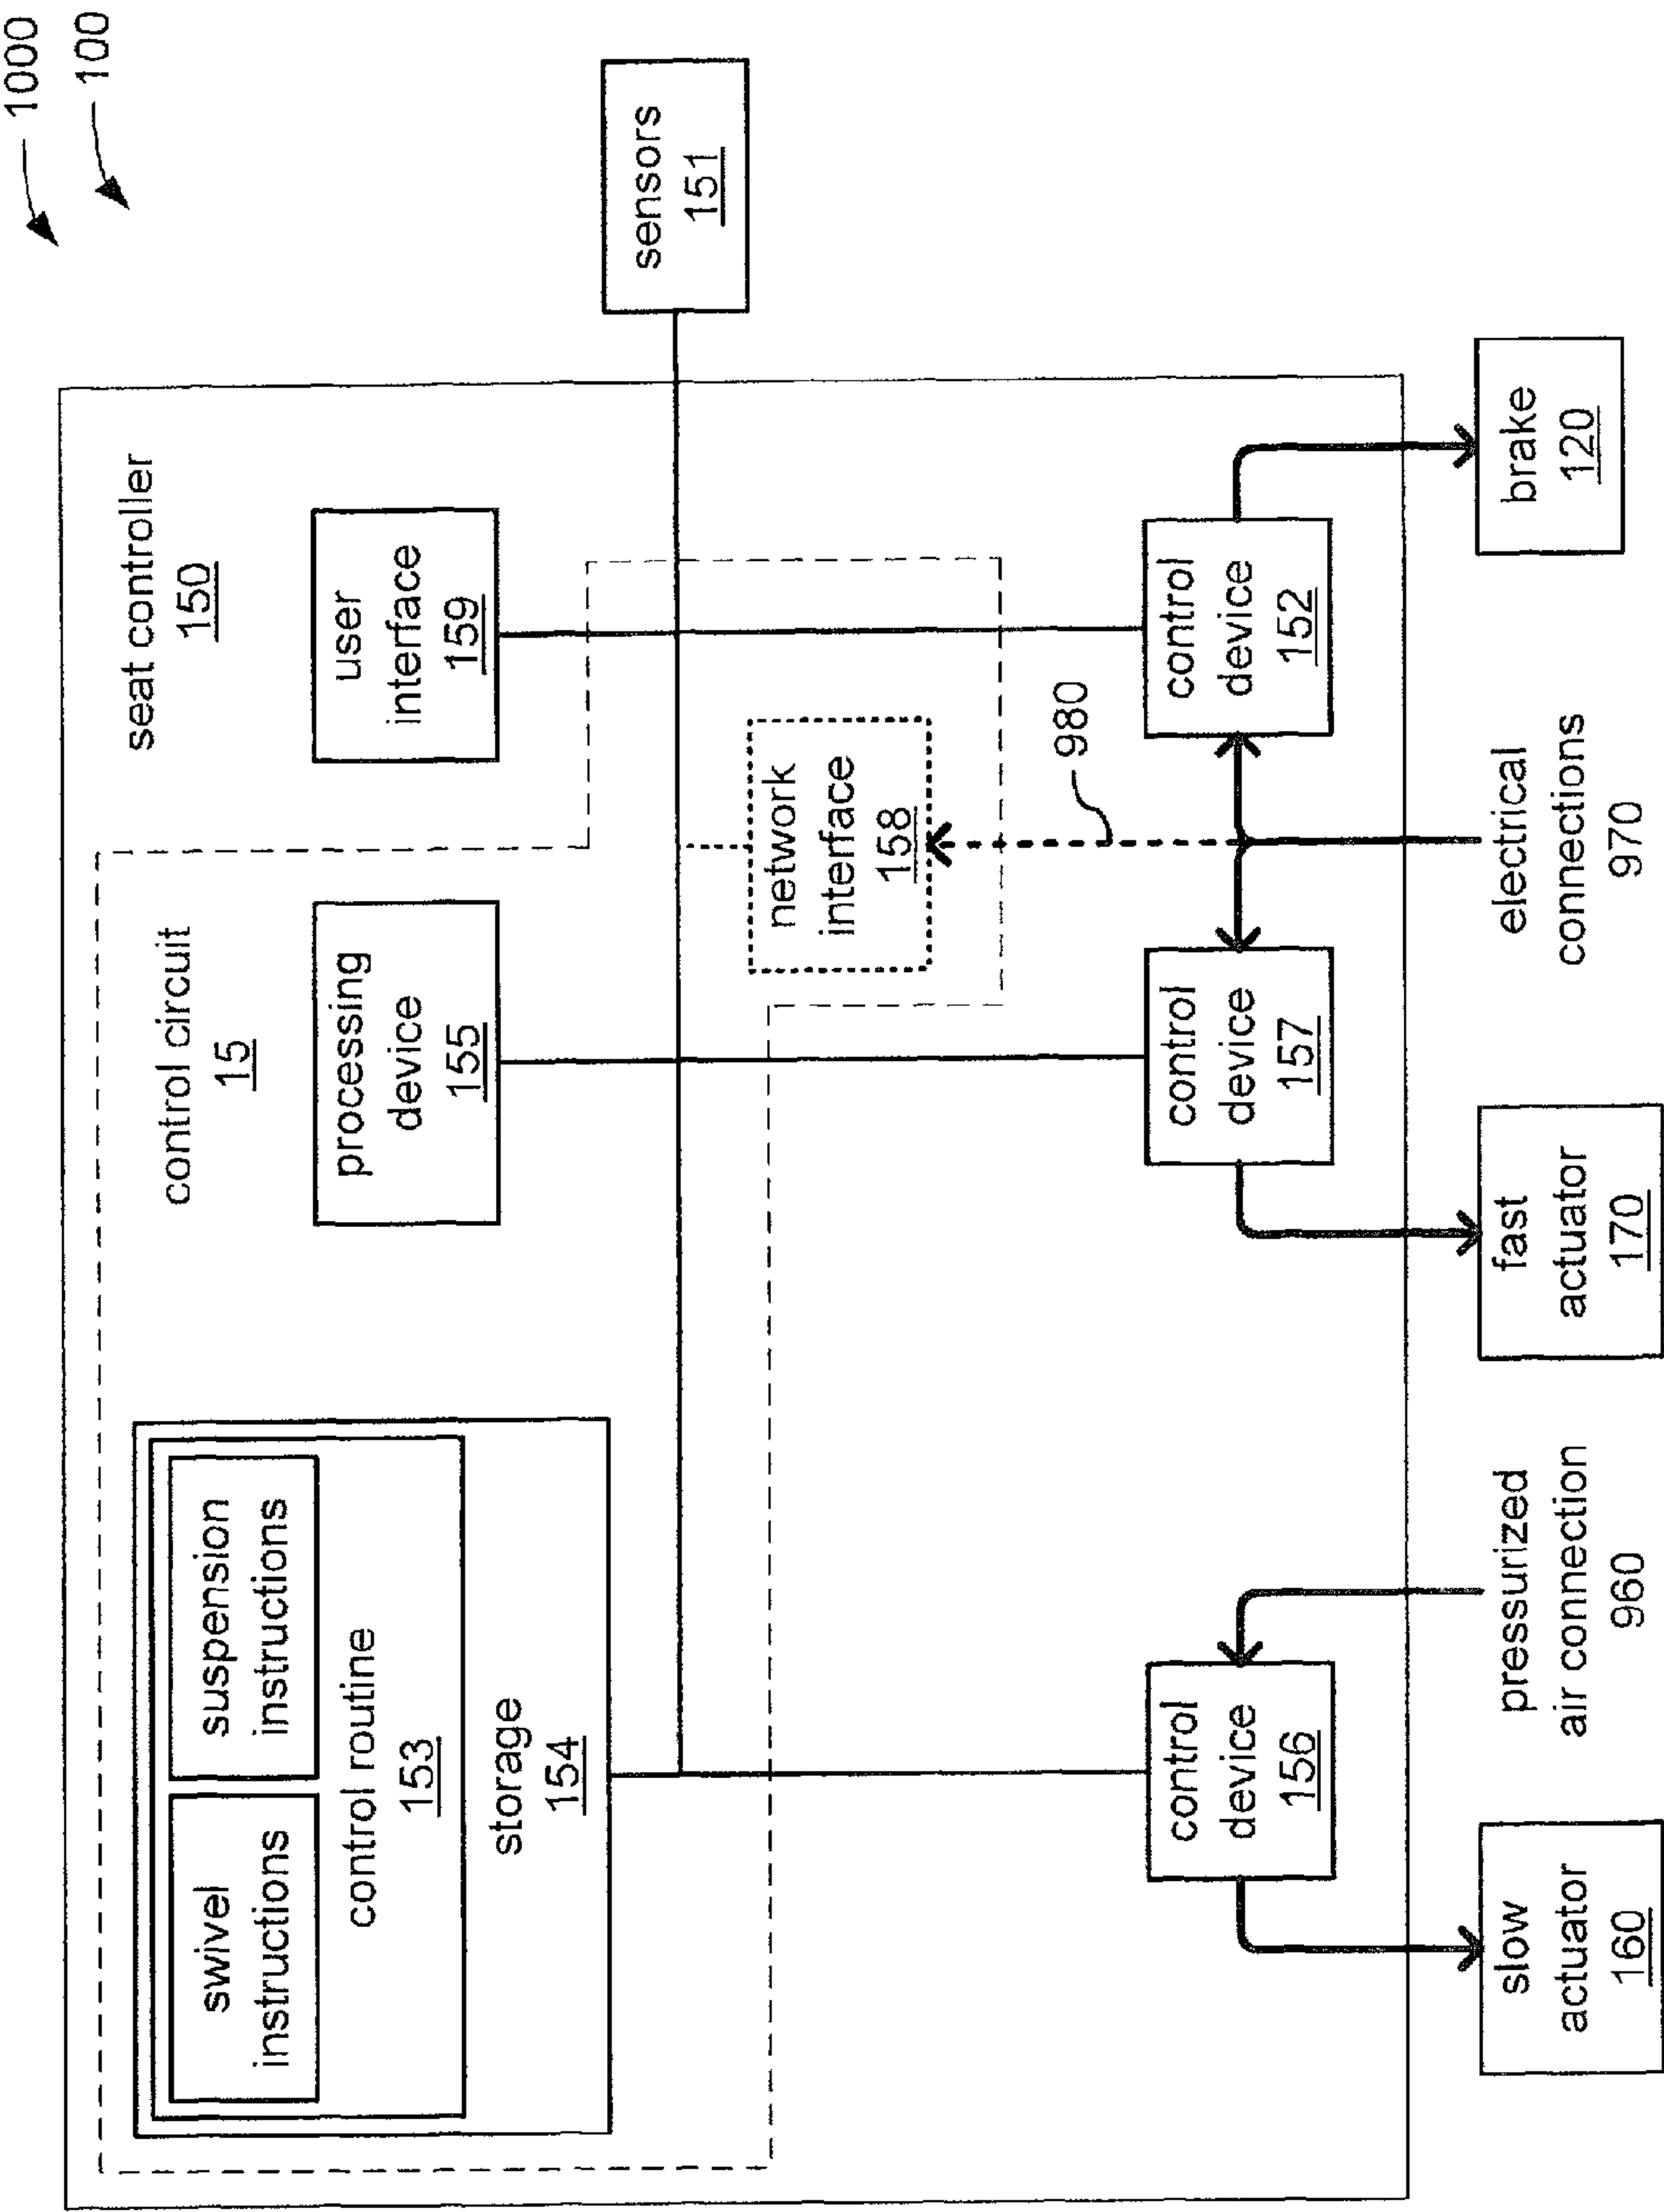 1000
100
seat controller
150
control circuit
15
swivel
instructions
suspension
instructions
control routine
153
storage
154
processing
device
155
user
interface
159
sensors
151
network
interface
158
980
control
device
156
control
device
157
control
device
152
slow
actuator
160
pressurized
air connection
960
fast
actuator
170
electrical
connections
970
brake
120